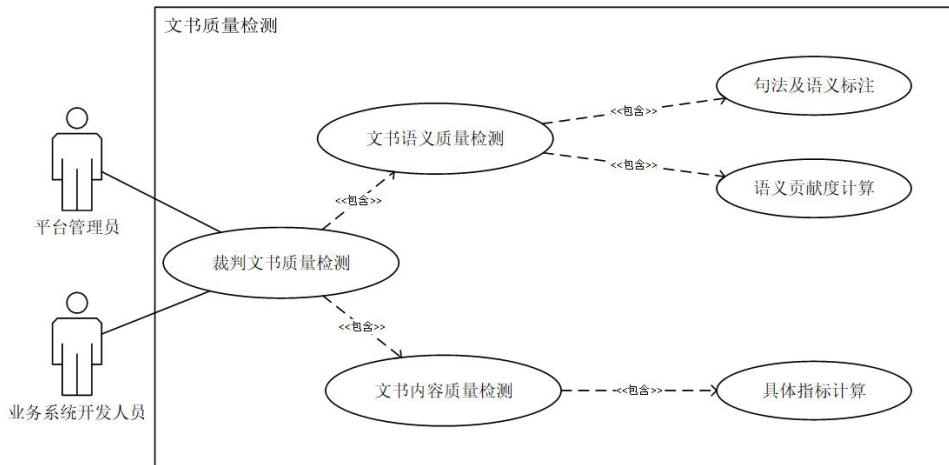 文书质量检测
句法及语义标注
<<包含>>
文书语义质量检测
<<包含>>
语义贡献度计算
<<包含>>
平台管理员
裁判文书质量检测
<<包含>>
文书内容质量检测
<<包含>>
具体指标计算
业务系统开发人员